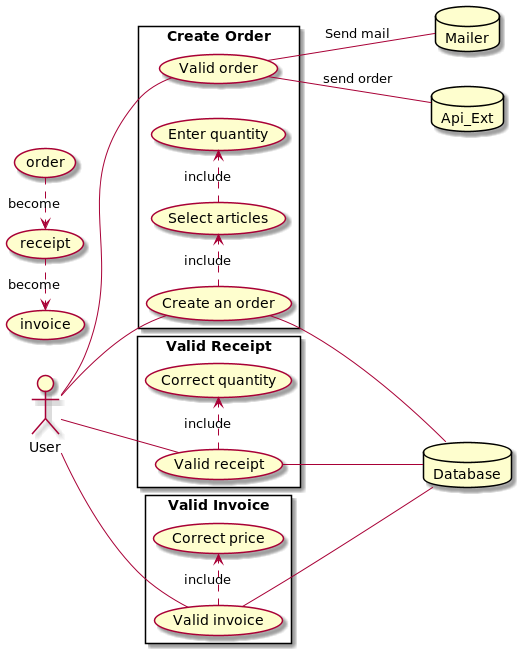 Create Order
Send mail
Mailer
Valid order
send order
Api_Ext
Enter quantity
order
include
become
Select articles
receipt
include
become
Create an order
invoice
Valid Receipt
Correct quantity
include
User
Valid receipt
Database
Valid Invoice
Correct price
include
Valid invoice